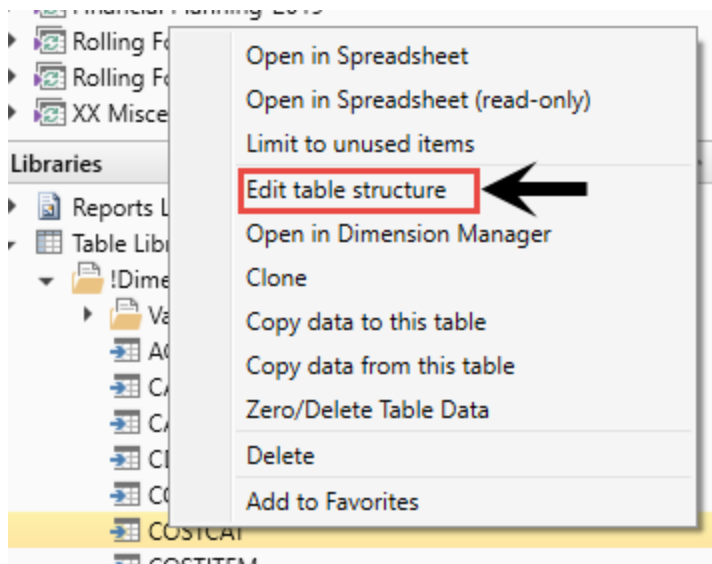 Financial Planning 2019
Rolling Fo
Rolling Fo
XX Misce
Libraries
Reports L
Table Libr
!Dime
Va
AC
CA
CA
CO
COSTCAT
COSTITEM
Open in Spreadsheet
Open in Spreadsheet (read-only)
Limit to unused items
Edit table structure
Open in Dimension Manager
Clone
Copy data to this table
Copy data from this table
Zero/Delete Table Data
Delete
Add to Favorites